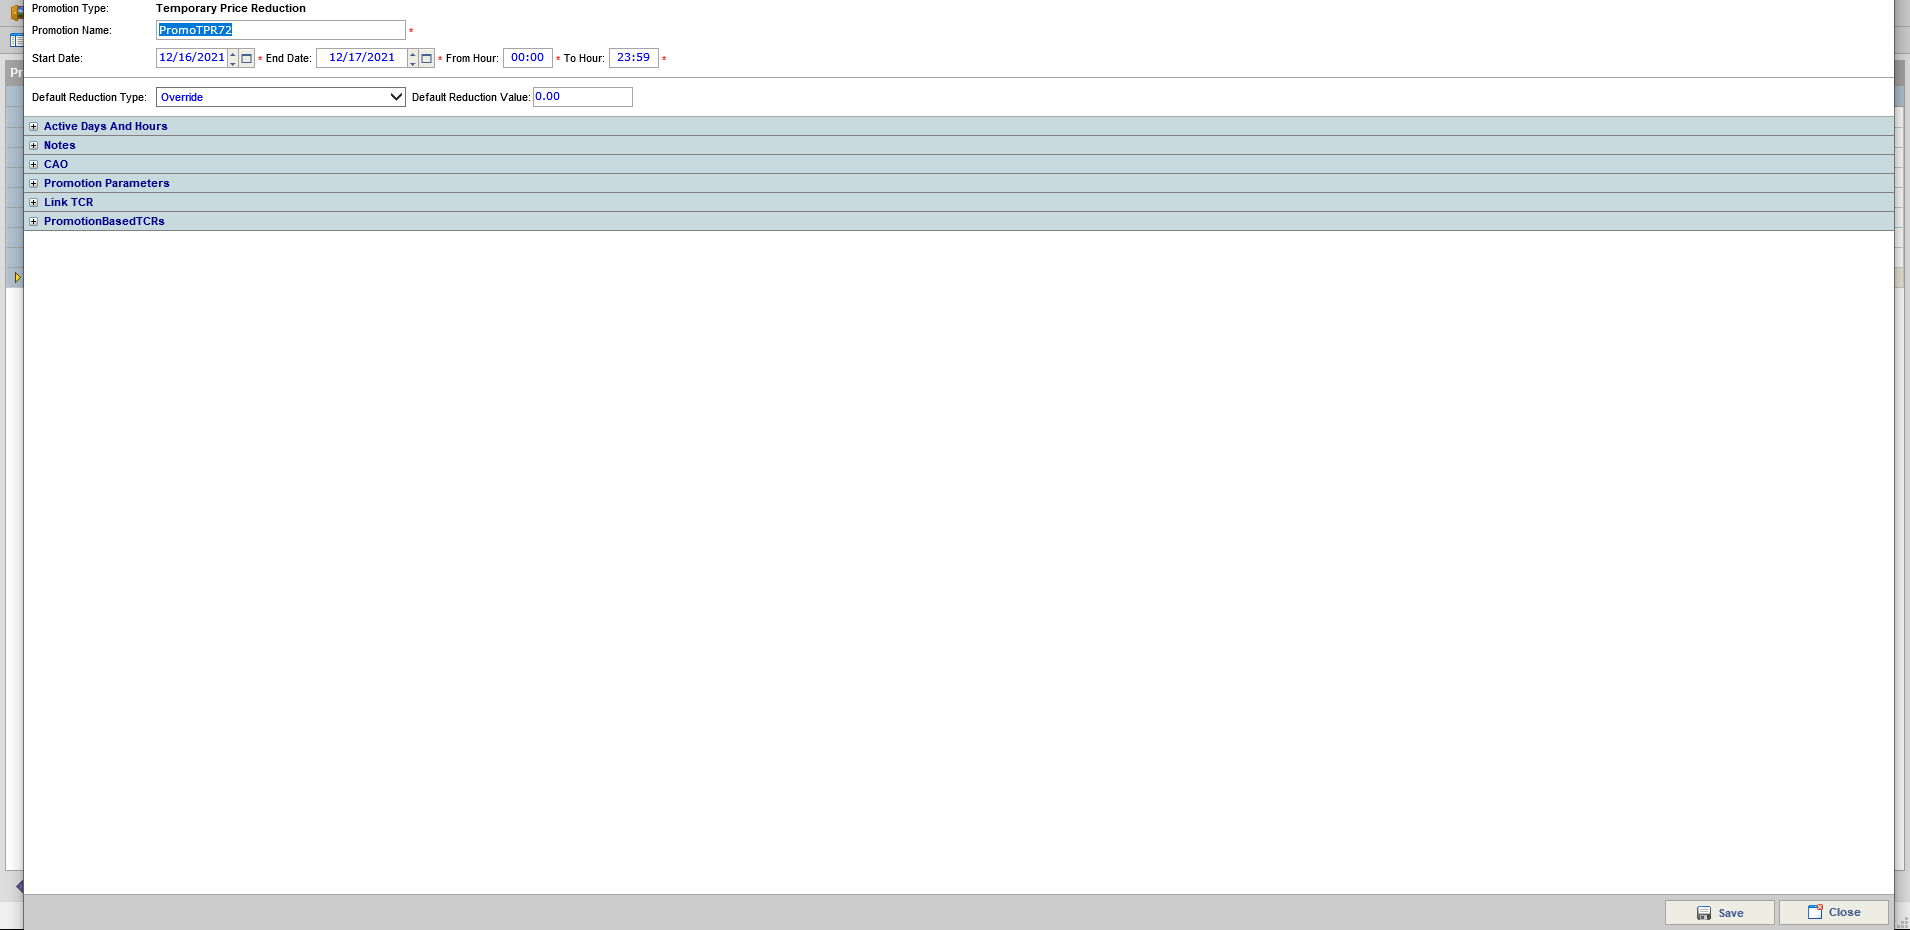 Promotion Type: Temporary Price Reduction
Promotion Name: PromoTPR72 *
Start Date: 12/16/2021 * End Date: 12/17/2021 * From Hour: 00:00 * To Hour: 23:59 *
Pr
Default Reduction Type: Override Default Reduction Value: 0.00
Active Days And Hours
Notes
CAO
Promotion Parameters
Link TCR
PromotionBasedTCRs
Save Close